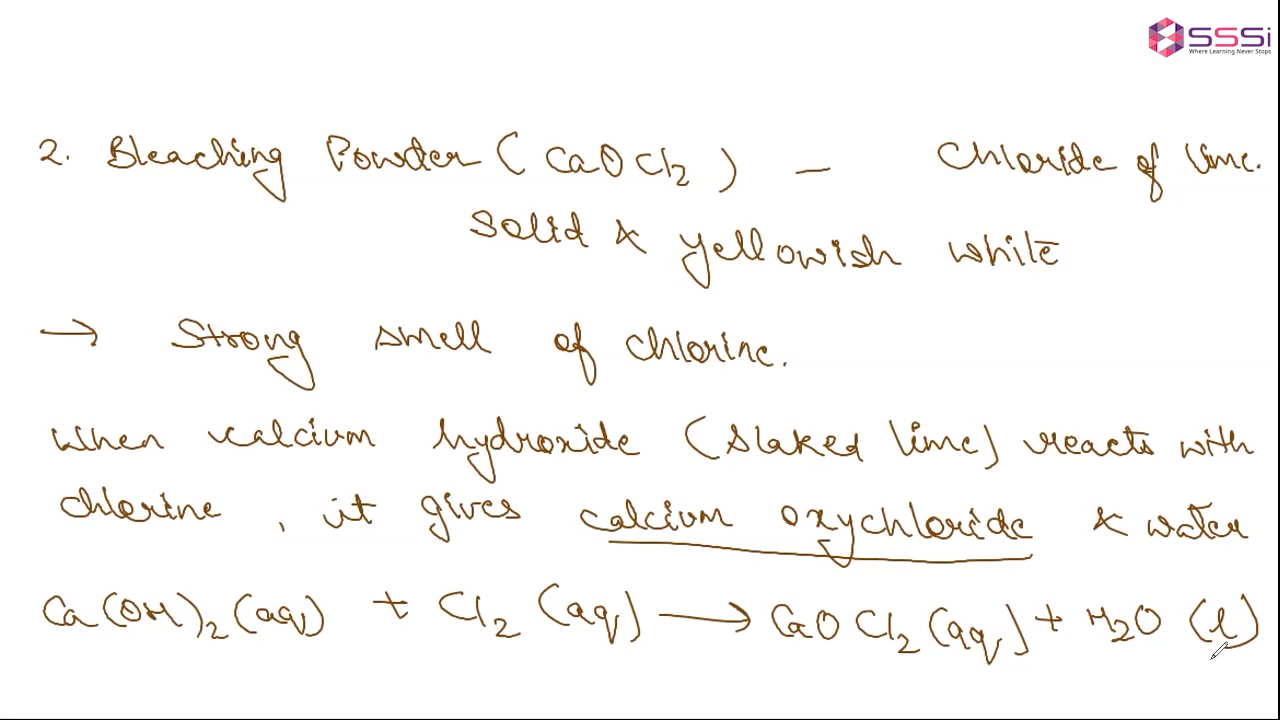 SSSi
Where Learning Never Stops
2. Bleaching Powder (CaOCl2) - Chloride of lime.
Solid & yellowish white
→ Strong smell of chlorine.
When calcium hydroxide (slaked lime) reacts with
chlorine, it gives calcium oxychloride & water
Ca(OH)2 (aq) + Cl2 (aq) → CaOCl2 (aq) + H2O (l)